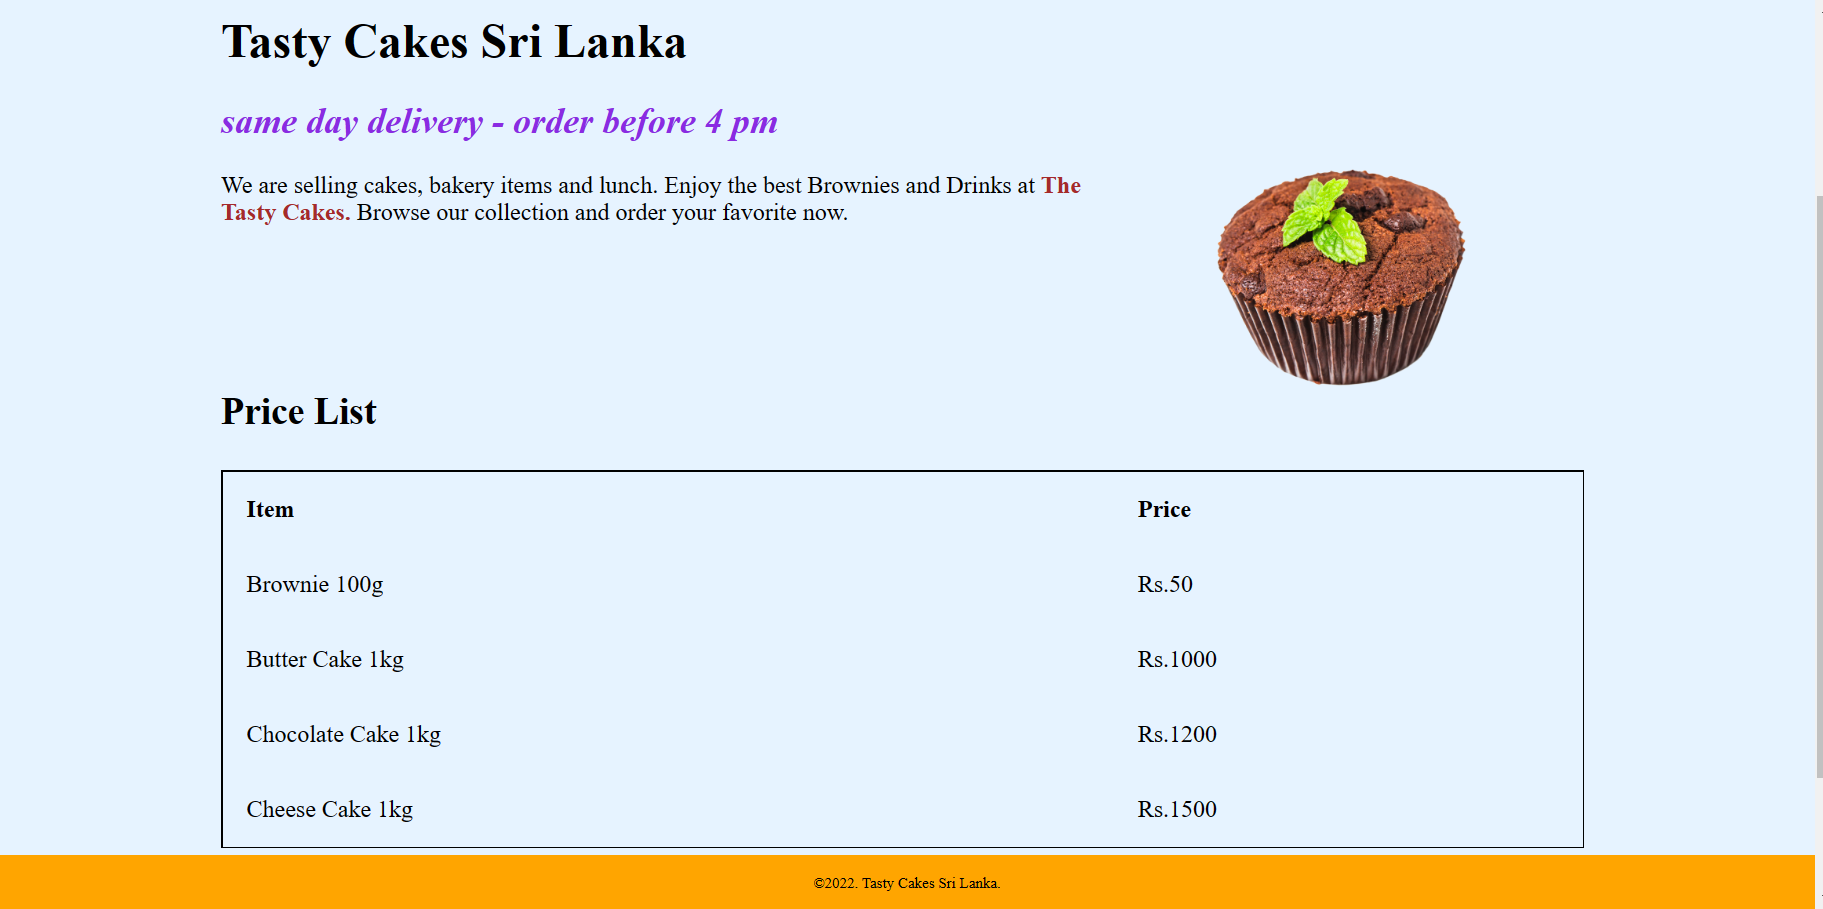 Tasty Cakes Sri Lanka
same day delivery - order before 4 pm
We are selling cakes, bakery items and lunch. Enjoy the best Brownies and Drinks at The
Tasty Cakes. Browse our collection and order your favorite now.
Price List
Item Price
Brownie 100g Rs.50
Butter Cake 1kg Rs.1000
Chocolate Cake 1kg Rs.1200
Cheese Cake 1kg Rs.1500
©2022. Tasty Cakes Sri Lanka.